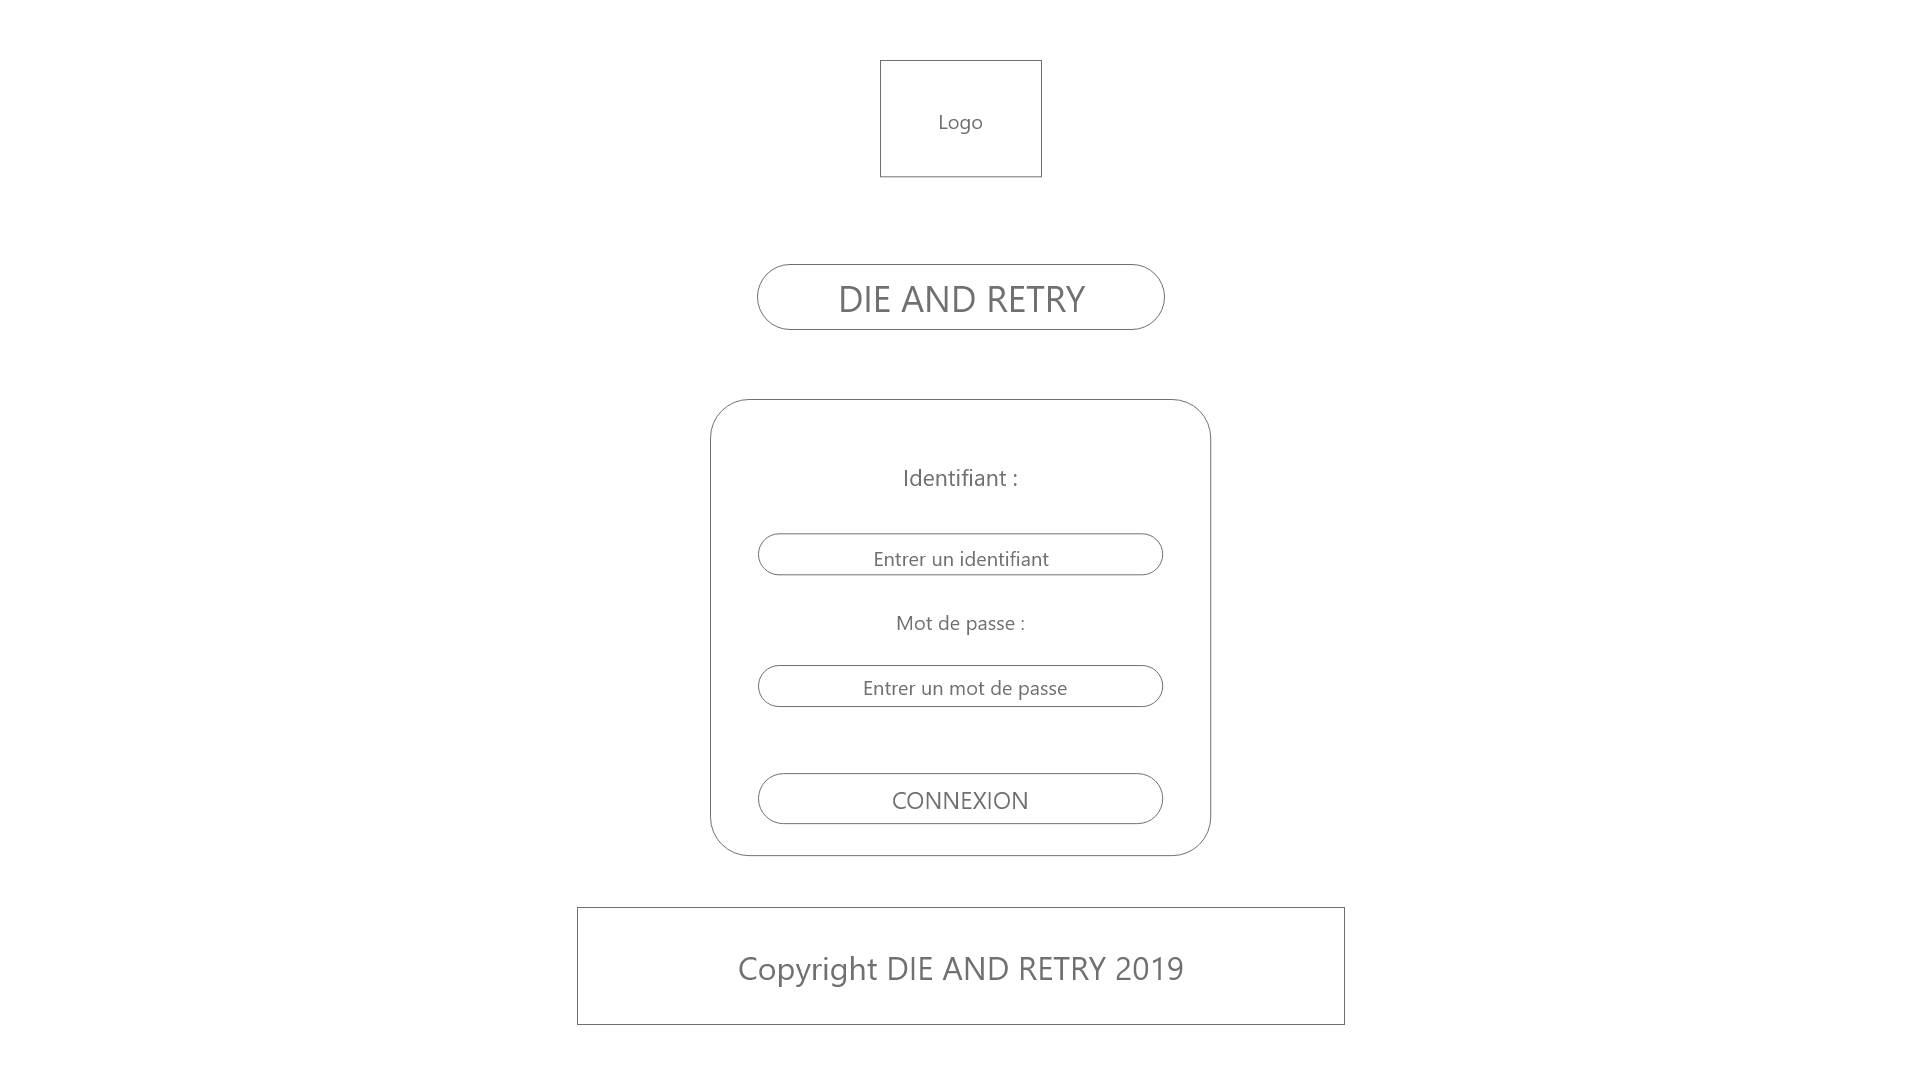 Logo
DIE AND RETRY
Identifiant :
Entrer un identifiant
Mot de passe :
Entrer un mot de passe
CONNEXION
Copyright DIE AND RETRY 2019